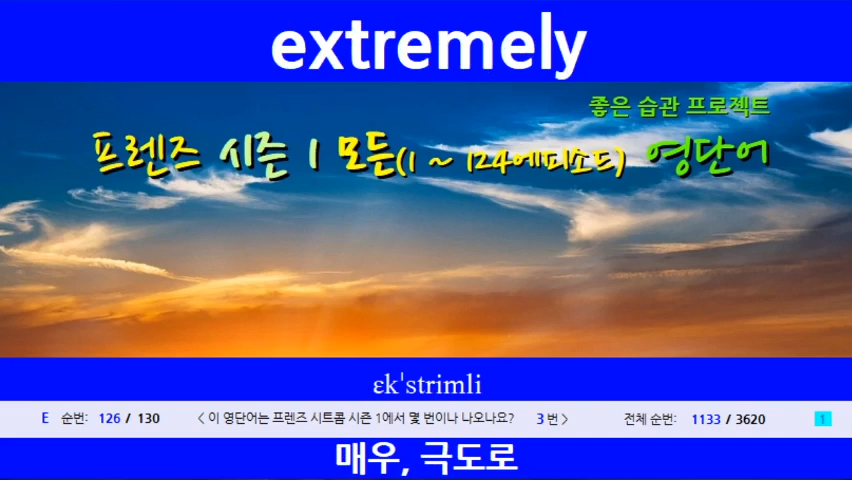 extremely
좋은 습관 프로젝트
프렌즈 시즌 1 모든(1 ~ 124에피소드) 영단어
ɛkˈstrimli
E 순번: 126 / 130 < 이 영단어는 프렌즈 시트콤 시즌 1에서 몇 번이나 나오나요? 3 번 > 전체 순번: 1133 / 3620 1
매우, 극도로